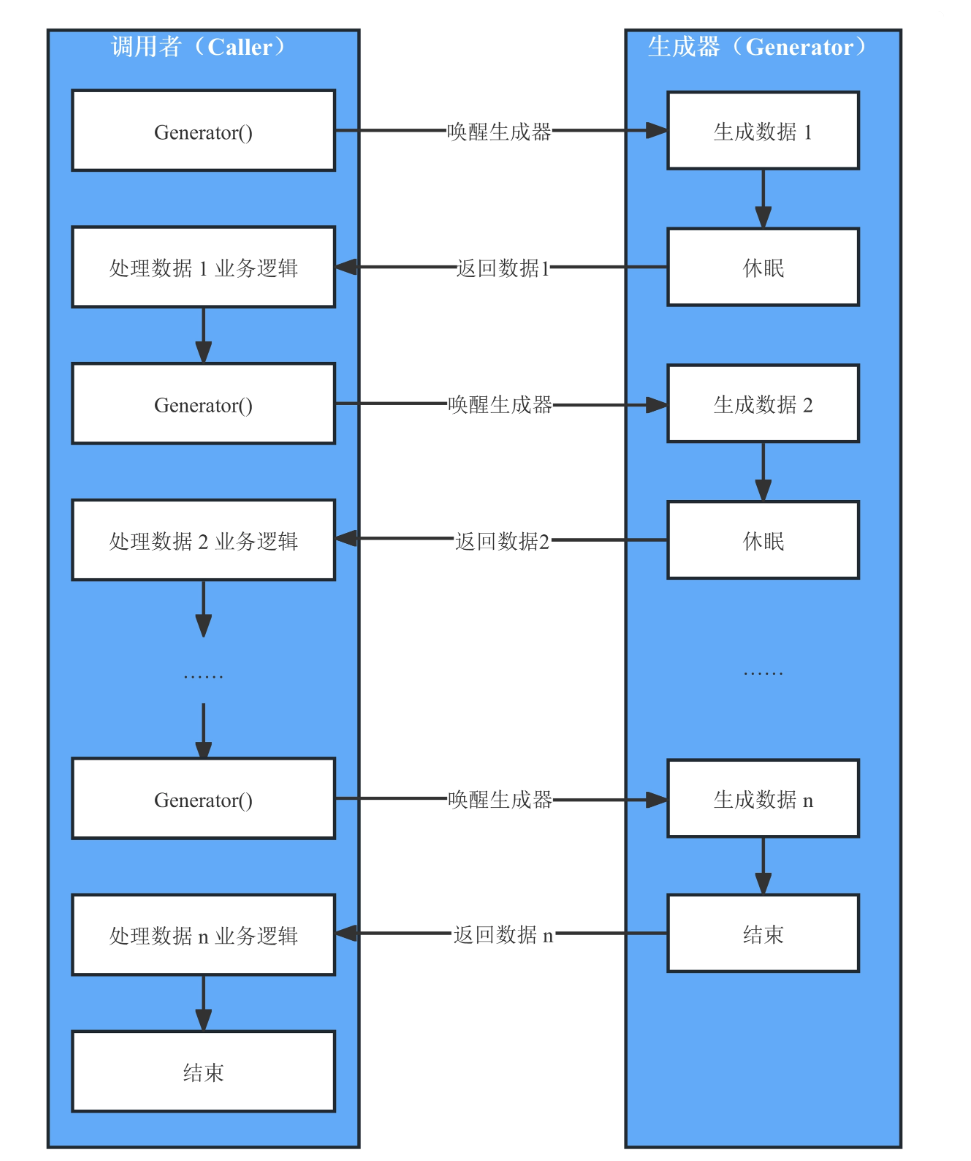 调用者（Caller）
生成器（Generator）
Generator()
唤醒生成器
生成数据 1
处理数据 1 业务逻辑
返回数据1
休眠
Generator()
唤醒生成器
生成数据 2
处理数据 2 业务逻辑
返回数据2
休眠
……
……
Generator()
唤醒生成器
生成数据 n
处理数据 n 业务逻辑
返回数据 n
结束
结束